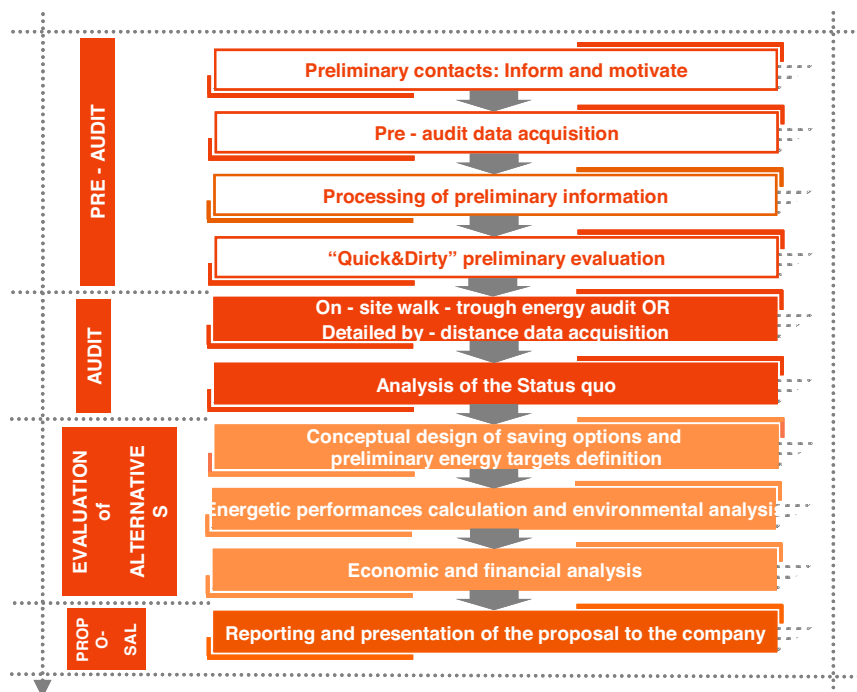 PRE - AUDIT
Preliminary contacts: Inform and motivate
Pre - audit data acquisition
Processing of preliminary information
“Quick&Dirty” preliminary evaluation
AUDIT
On - site walk - trough energy audit OR
Detailed by - distance data acquisition
Analysis of the Status quo
EVALUATION
of
ALTERNATIVE
S
Conceptual design of saving options and
preliminary energy targets definition
Energetic performances calculation and environmental analysis
Economic and financial analysis
PROP
O-
SAL
Reporting and presentation of the proposal to the company